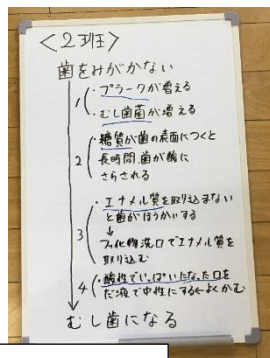 ＜2班＞
歯をみがかない
1 ・プラークが増える
・むし歯菌が増える
2 ・糖質が歯の表面につくと
長時間歯が酸に
さらされる
3 ・エナメル質を取り込まない
と歯がほうかいする
↓
フッ化物洗口でエナメル質を
取り込む
4 ・酸性でいっぱいになった口を
だ液で中性にする←よくかむ
むし歯になる